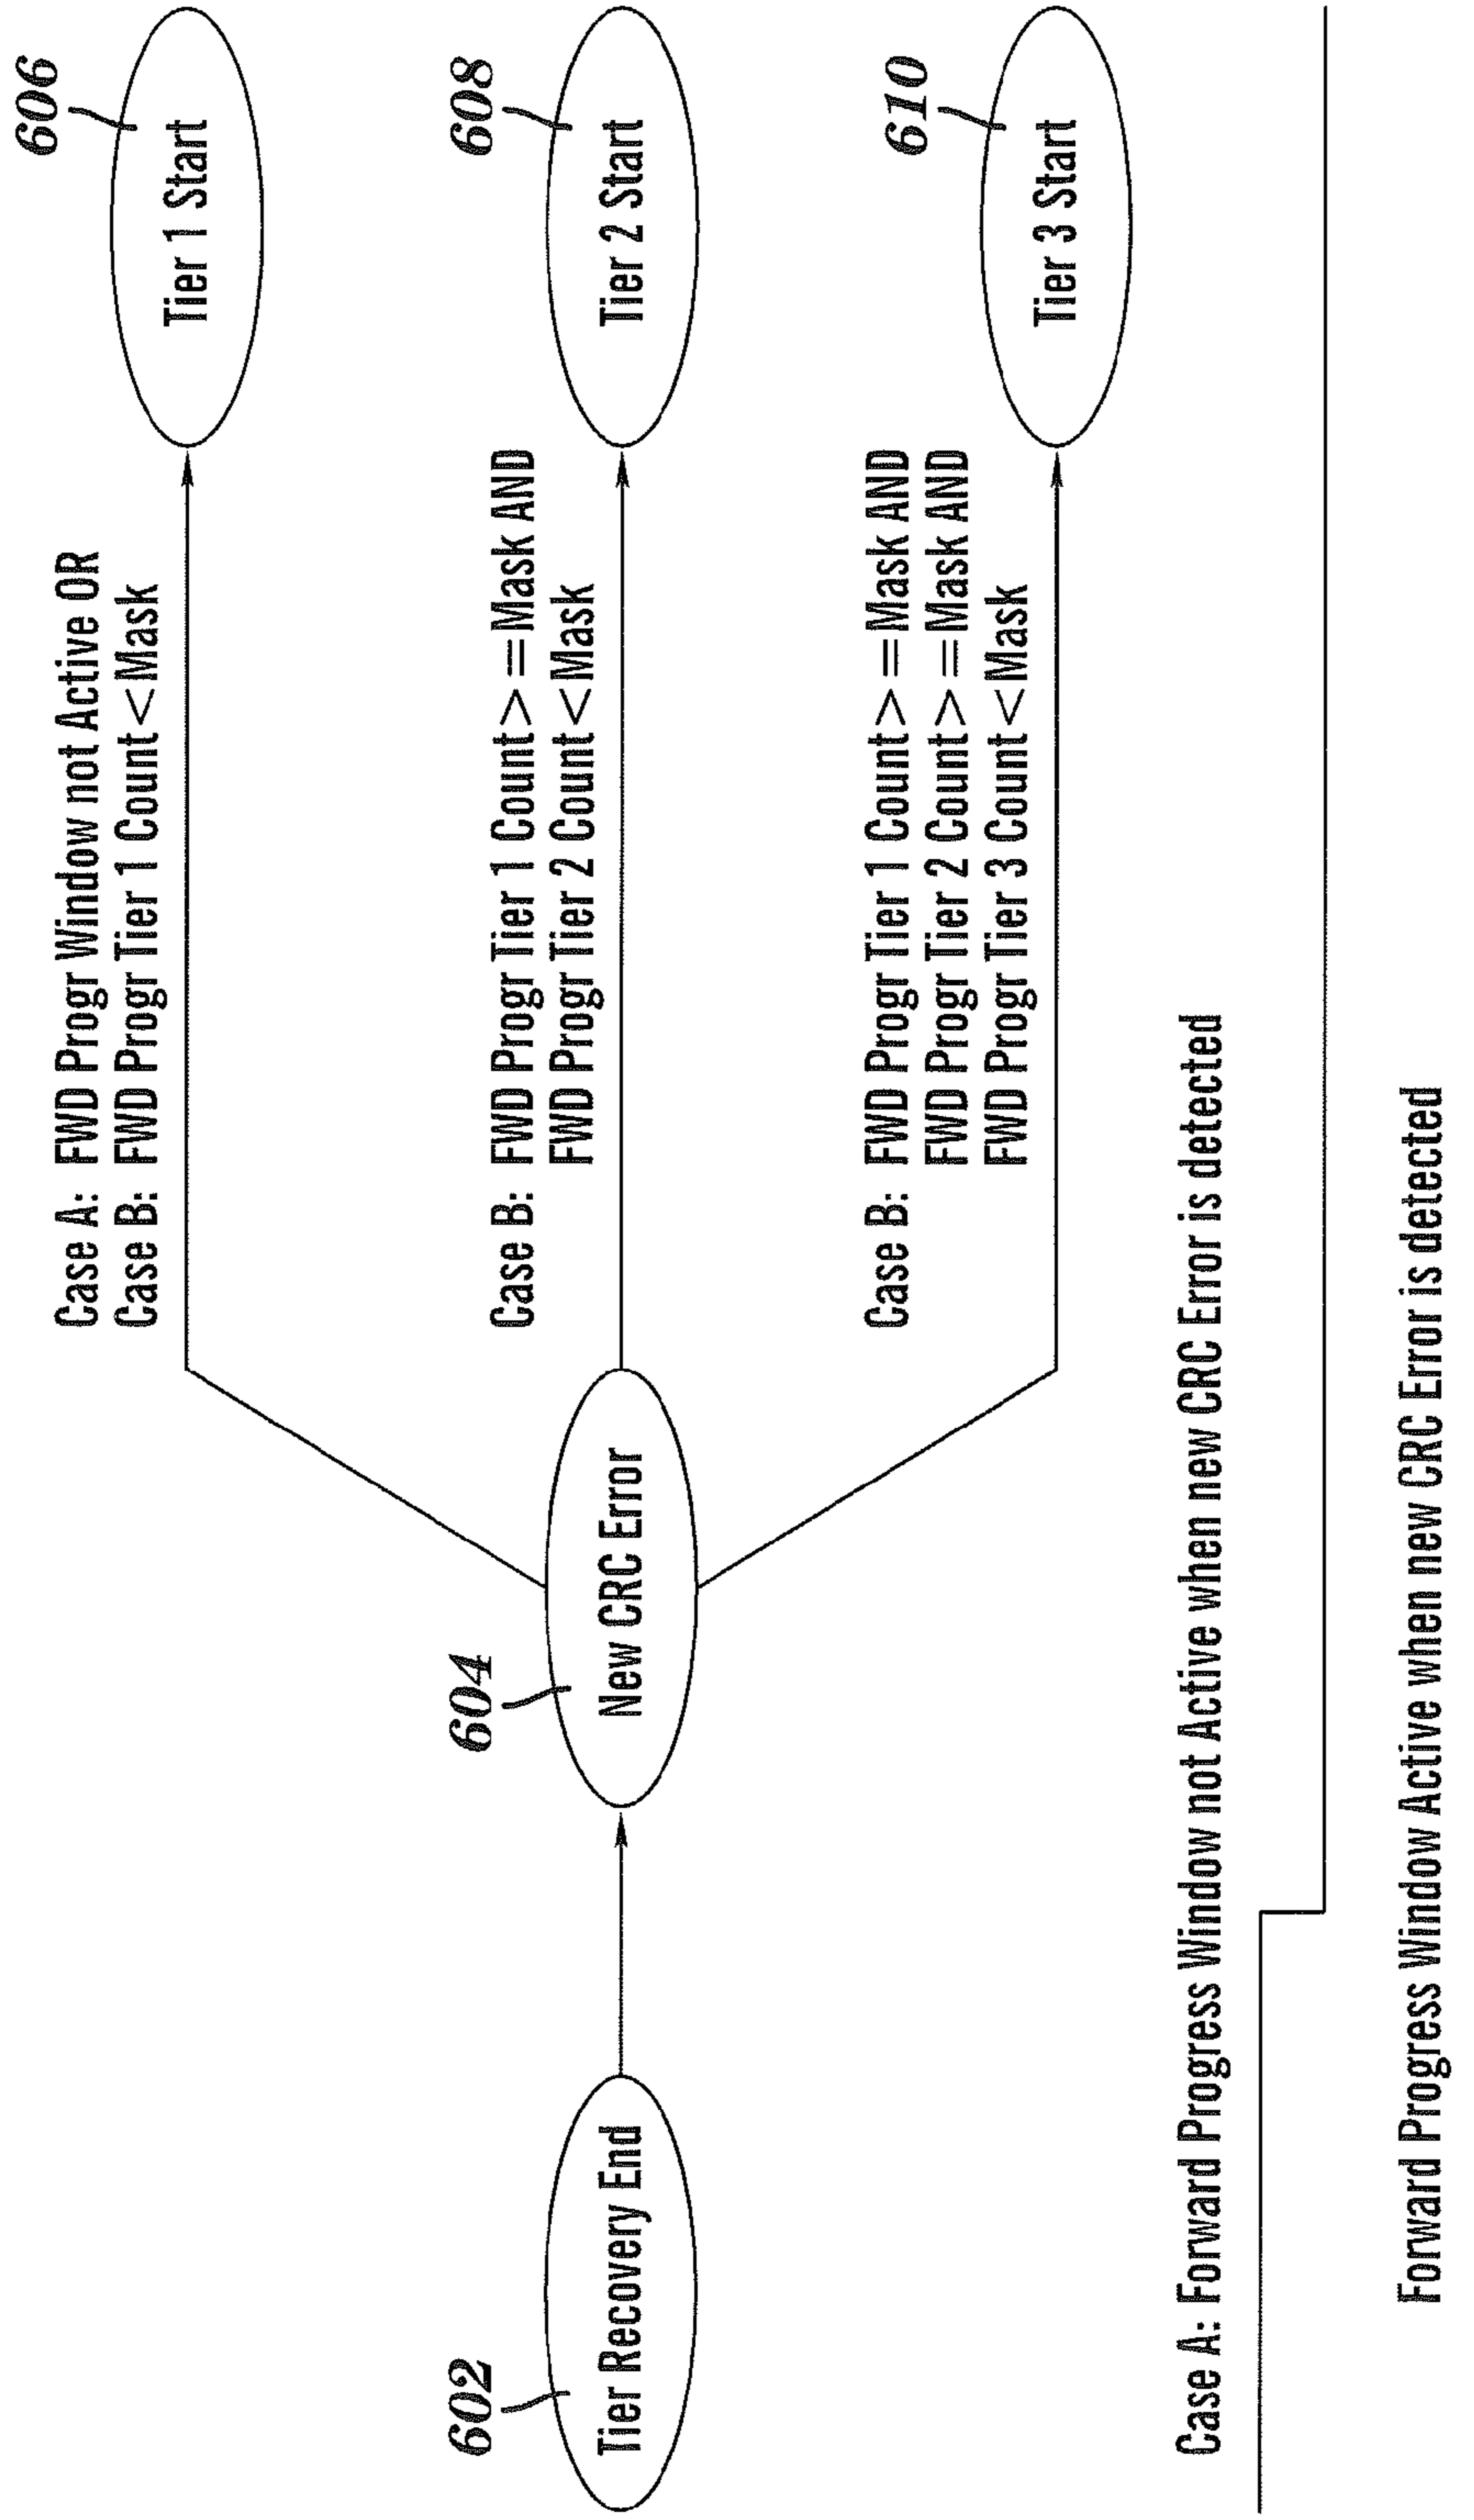 606
Tier 1 Start
Case A: FWD Progr Window not Active OR
Case B: FWD Progr Tier 1 Count<Mask
602
Tier Recovery End
604
New CRC Error
608
Tier 2 Start
Case B: FWD Progr Tier 1 Count>=Mask AND
FWD Progr Tier 2 Count<Mask
610
Tier 3 Start
Case B: FWD Progr Tier 1 Count>=Mask AND
FWD Progr Tier 2 Count>=Mask AND
FWD Progr Tier 3 Count<Mask
Case A: Forward Progress Window not Active when new CRC Error is detected
Forward Progress Window Active when new CRC Error is detected